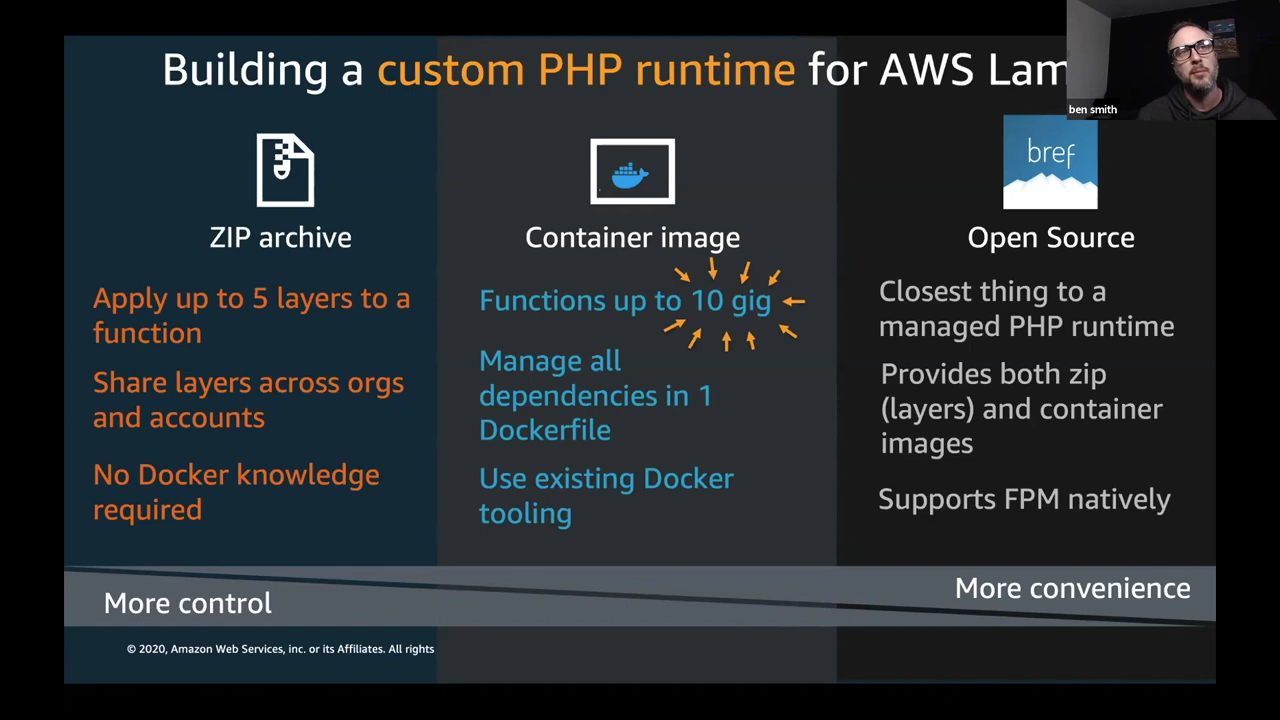 Building a custom PHP runtime for AWS Lam
ben smith
bref
ZIP archive
Container image
Open Source
Apply up to 5 layers to a
function
Share layers across orgs
and accounts
No Docker knowledge
required
Functions up to 10 gig
Manage all
dependencies in 1
Dockerfile
Use existing Docker
tooling
Closest thing to a
managed PHP runtime
Provides both zip
(layers) and container
images
Supports FPM natively
More control
More convenience
© 2020, Amazon Web Services, inc. or its Affiliates. All rights